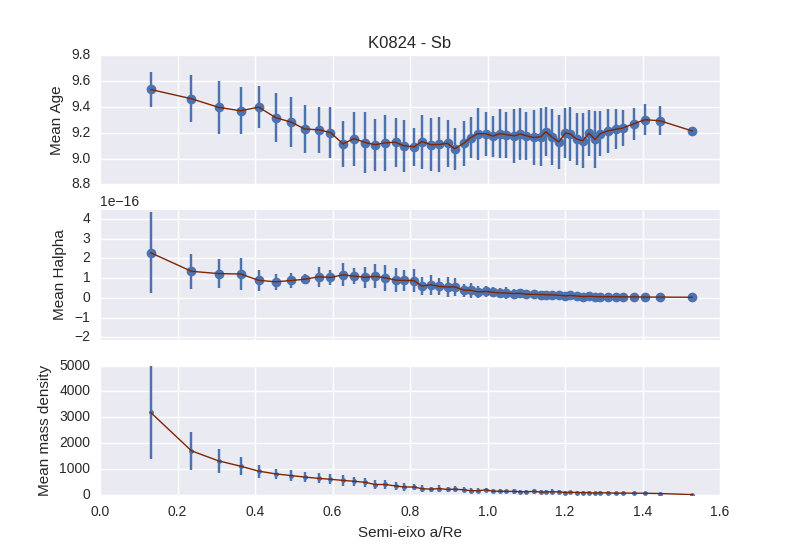 K0824 - Sb
9.8
9.6
9.4
9.2
9.0
8.8
Mean Age
1e−16
4
3
2
1
0
−1
−2
Mean Halpha
5000
4000
3000
2000
1000
0
Mean mass density
0.0 0.2 0.4 0.6 0.8 1.0 1.2 1.4 1.6
Semi-eixo a/Re